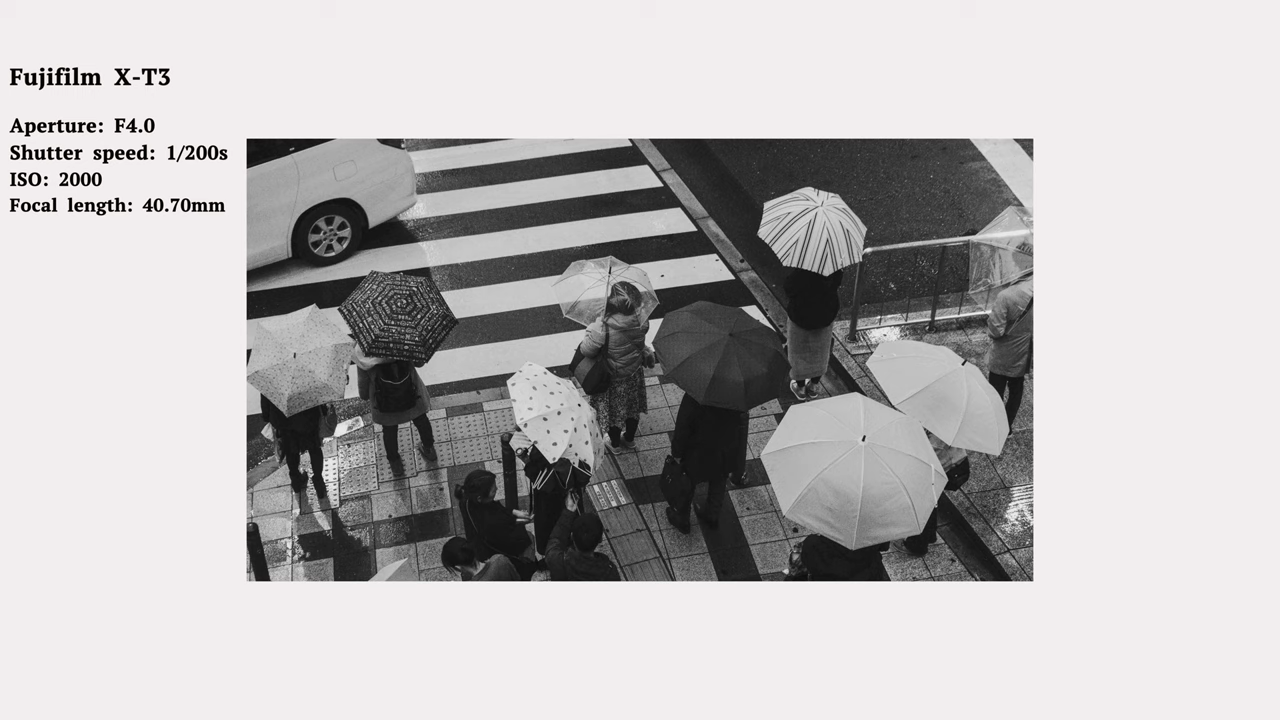 Fujifilm X-T3
Aperture: F4.0
Shutter speed: 1/200s
ISO: 2000
Focal length: 40.70mm